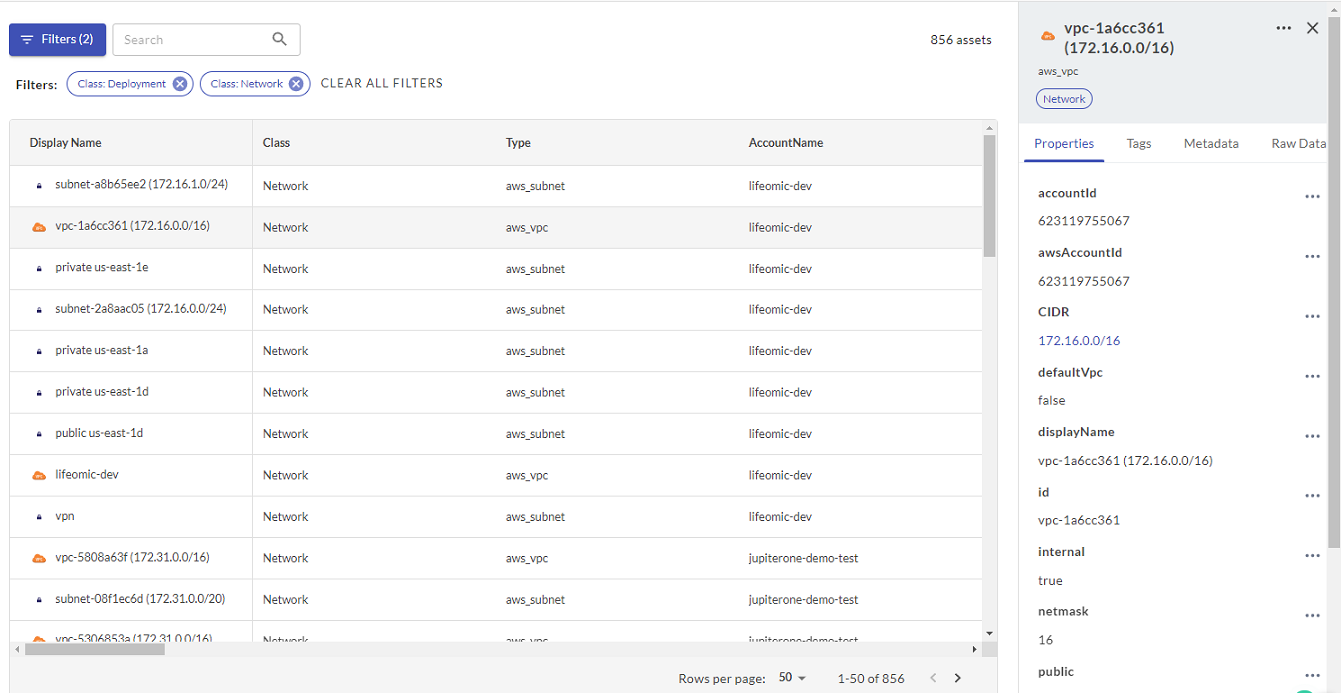 Filters (2)
Search
856 assets
Filters:
Class: Deployment
Class: Network
CLEAR ALL FILTERS
Display Name Class Type AccountName
subnet-a8b65ee2 (172.16.1.0/24) Network aws_subnet lifeomic-dev
vpc-1a6cc361 (172.16.0.0/16) Network aws_vpc lifeomic-dev
private us-east-1e Network aws_subnet lifeomic-dev
subnet-2a8aac05 (172.16.0.0/24) Network aws_subnet lifeomic-dev
private us-east-1a Network aws_subnet lifeomic-dev
private us-east-1d Network aws_subnet lifeomic-dev
public us-east-1d Network aws_subnet lifeomic-dev
lifeomic-dev Network aws_vpc lifeomic-dev
vpn Network aws_subnet lifeomic-dev
vpc-5808a63f (172.31.0.0/16) Network aws_vpc jupiterone-demo-test
subnet-08f1ec6d (172.31.0.0/20) Network aws_subnet jupiterone-demo-test
vpc-5306853a (172.31.0.0/16) Network aws_vpc jupiterone-demo-test
Rows per page: 50 1-50 of 856
vpc-1a6cc361
(172.16.0.0/16)
aws_vpc
Network
Properties Tags Metadata Raw Data
accountId
623119755067
awsAccountId
623119755067
CIDR
172.16.0.0/16
defaultVpc
false
displayName
vpc-1a6cc361 (172.16.0.0/16)
id
vpc-1a6cc361
internal
true
netmask
16
public